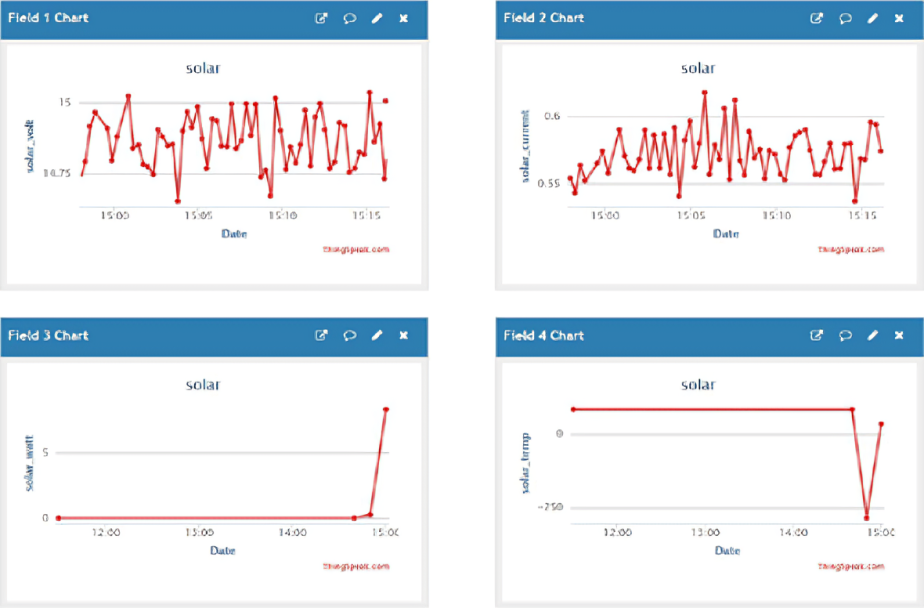 Field 1 Chart
solar
15
14.75
solar_volt
15:00 15:05 15:10 15:15
Date
ThingSpeak.com
Field 2 Chart
solar
0.6
0.55
solar_current
15:00 15:05 15:10 15:15
Date
ThingSpeak.com
Field 3 Chart
solar
5
0
solar_watt
12:00 13:00 14:00 15:00
Date
ThingSpeak.com
Field 4 Chart
solar
0
-250
solar_temp
12:00 13:00 14:00 15:00
Date
ThingSpeak.com